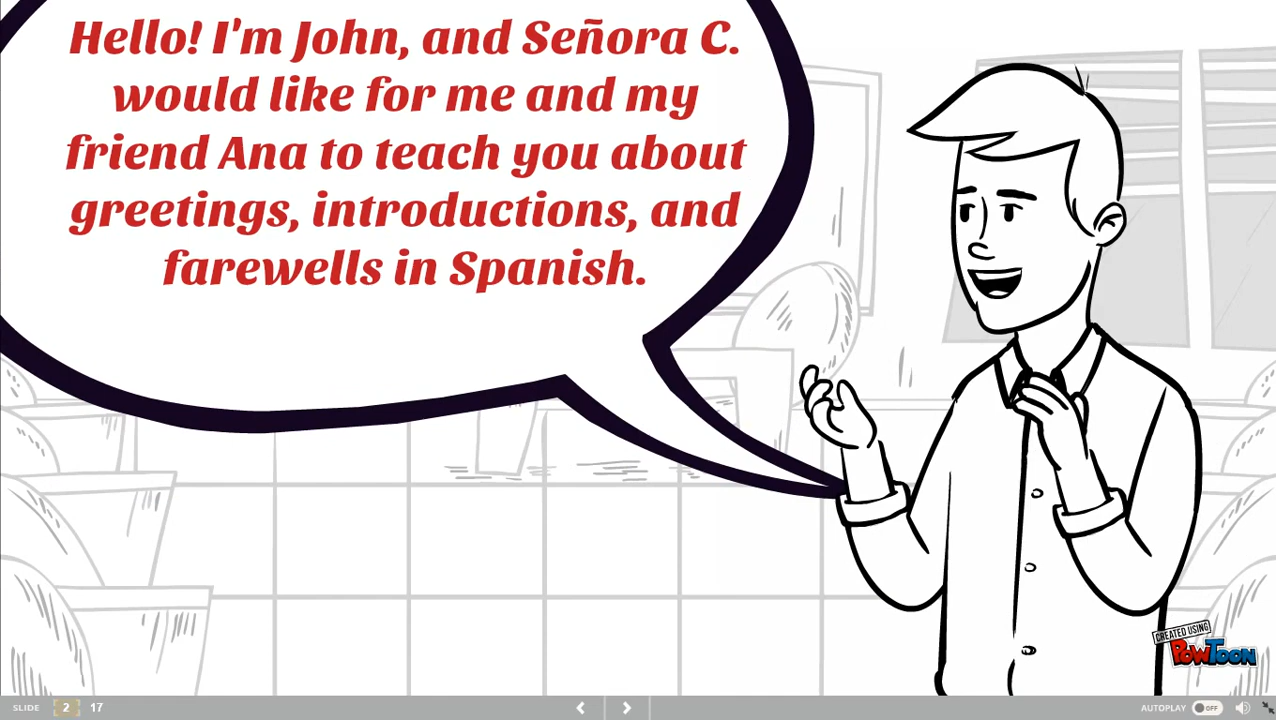 Hello! I'm John, and Señora C.
would like for me and my
friend Ana to teach you about
greetings, introductions, and
farewells in Spanish.
CREATED USING
POWTOON
SLIDE 2 17
AUTOPLAY OFF